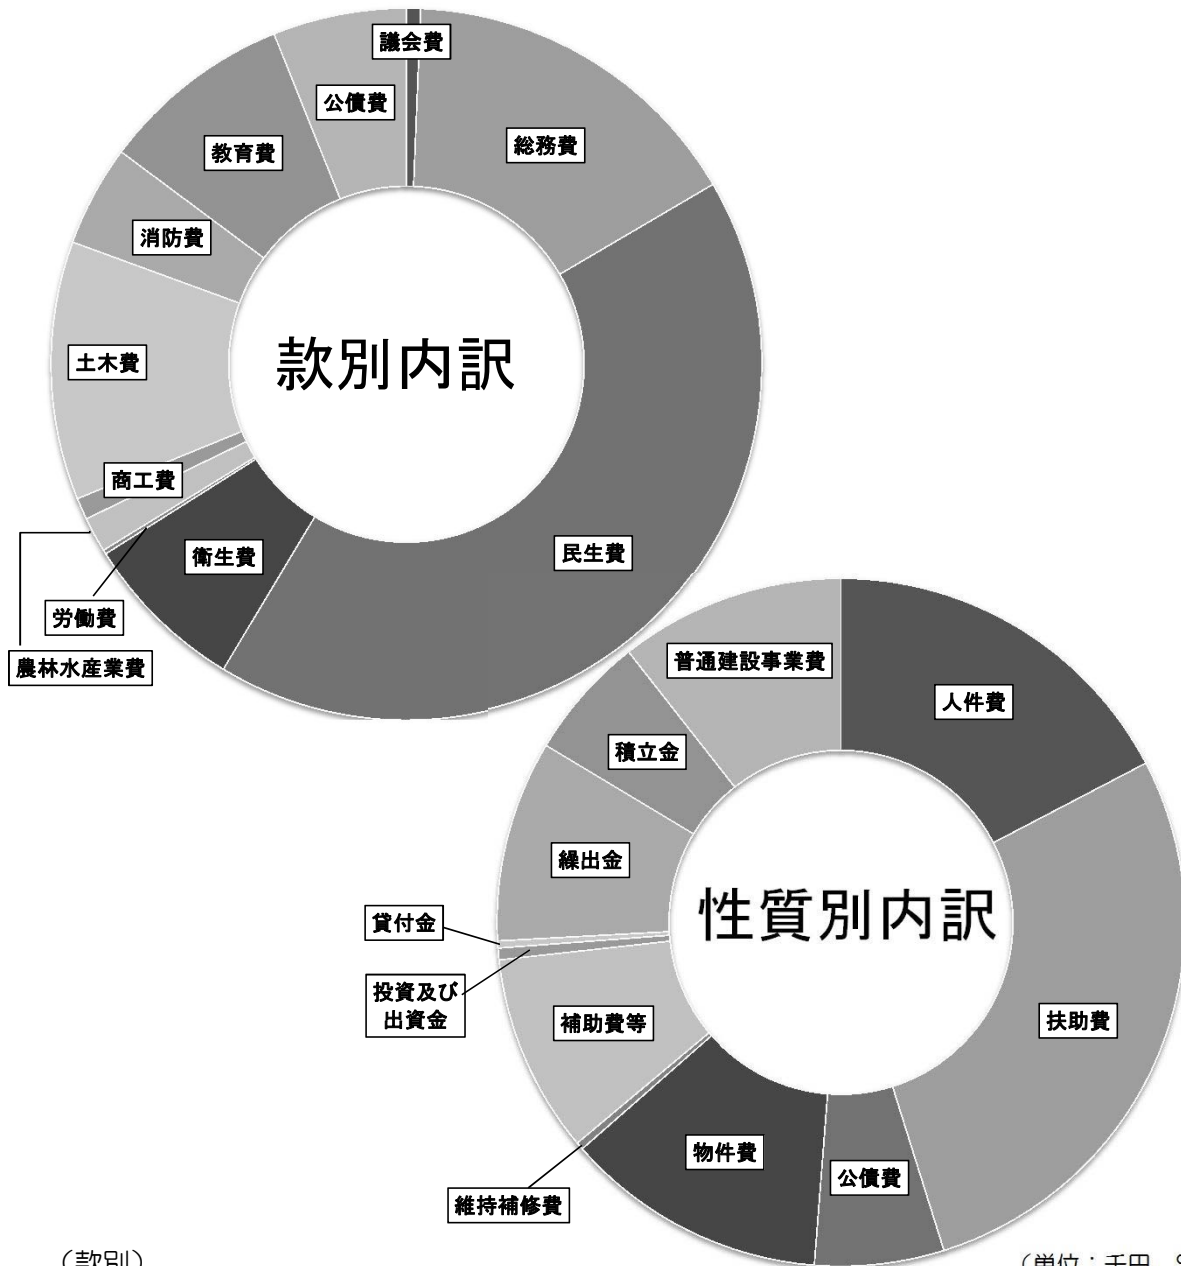 議会費
公債費
総務費
教育費
消防費
款別内訳
土木費
商工費
衛生費
民生費
労働費
農林水産業費
普通建設事業費
人件費
積立金
繰出金
性質別内訳
貸付金
投資及び
出資金
補助費等
扶助費
物件費
公債費
維持補修費
（款別）
（単位：千円